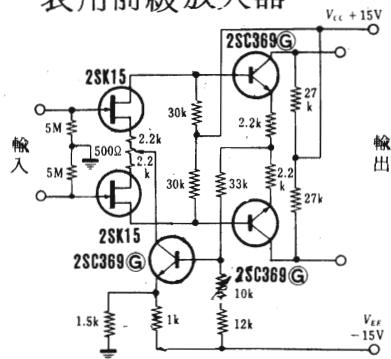 表用前級放大器
V_CC + 15V
2SC369Ⓖ
2SK15
30k
27
k
5M
2.2k
輸
入
500Ω
2.2k
2.2
k
5M
30k
33k
2.2
k
27k
輸
出
2SK15
2SC369Ⓖ
2SC369Ⓖ
10k
1.5k
1k
12k
V_EE
−15V